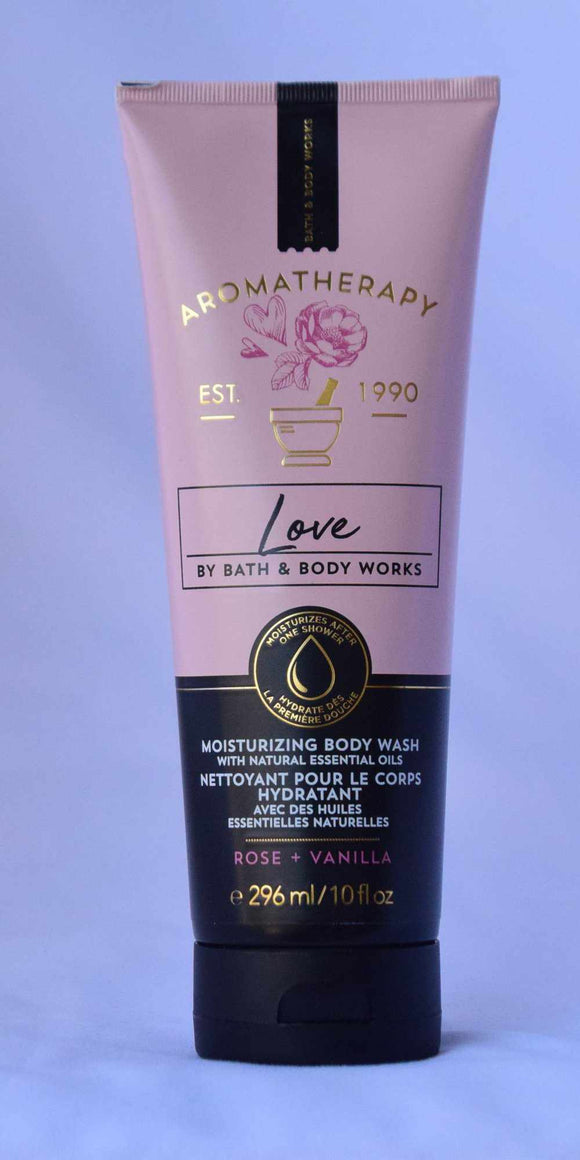 BATH & BODY WORKS
AROMATHERAPY
EST. 1990
Love
BY BATH & BODY WORKS
MOISTURIZES AFTER
ONE SHOWER
HYDRATE DÈS
LA PREMIÈRE DOUCHE
MOISTURIZING BODY WASH
WITH NATURAL ESSENTIAL OILS
NETTOYANT POUR LE CORPS
HYDRATANT
AVEC DES HUILES
ESSENTIELLES NATURELLES
ROSE + VANILLA
℮ 296 ml/10 fl oz